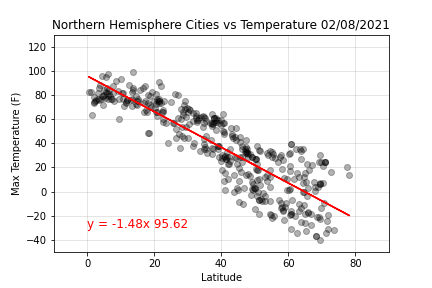 Northern Hemisphere Cities vs Temperature 02/08/2021
120
100
80
60
40
20
0
−20
−40
Max Temperature (F)
y = -1.48x 95.62
0 20 40 60 80
Latitude